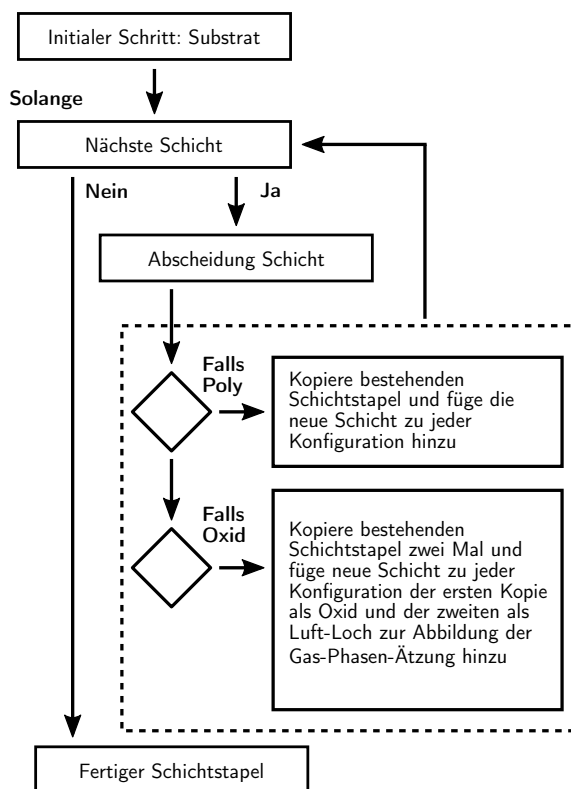 Initialer Schritt: Substrat
Solange
Nächste Schicht
Nein
Ja
Abscheidung Schicht
Falls
Poly
Kopiere bestehenden
Schichtstapel und füge die
neue Schicht zu jeder
Konfiguration hinzu
Falls
Oxid
Kopiere bestehenden
Schichtstapel zwei Mal und
füge neue Schicht zu jeder
Konfiguration der ersten Kopie
als Oxid und der zweiten als
Luft-Loch zur Abbildung der
Gas-Phasen-Ätzung hinzu
Fertiger Schichtstapel